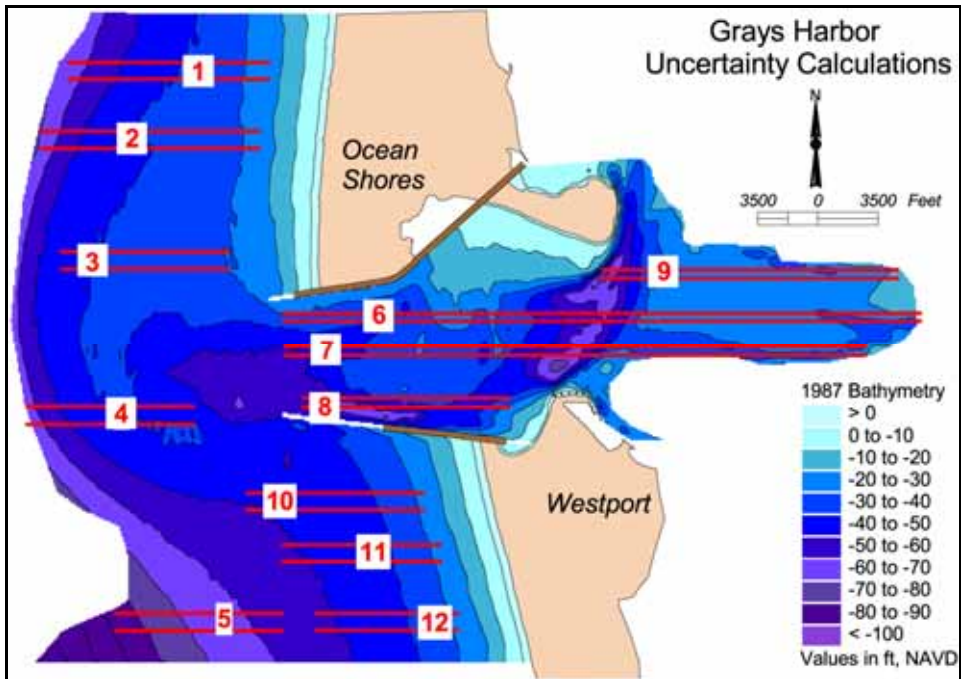 Grays Harbor
Uncertainty Calculations
N
3500 0 3500 Feet
Ocean
Shores
1
2
3
4
5
6
7
8
9
10
11
12
Westport
1987 Bathymetry
> 0
0 to -10
-10 to -20
-20 to -30
-30 to -40
-40 to -50
-50 to -60
-60 to -70
-70 to -80
-80 to -90
< -100
Values in ft, NAVD